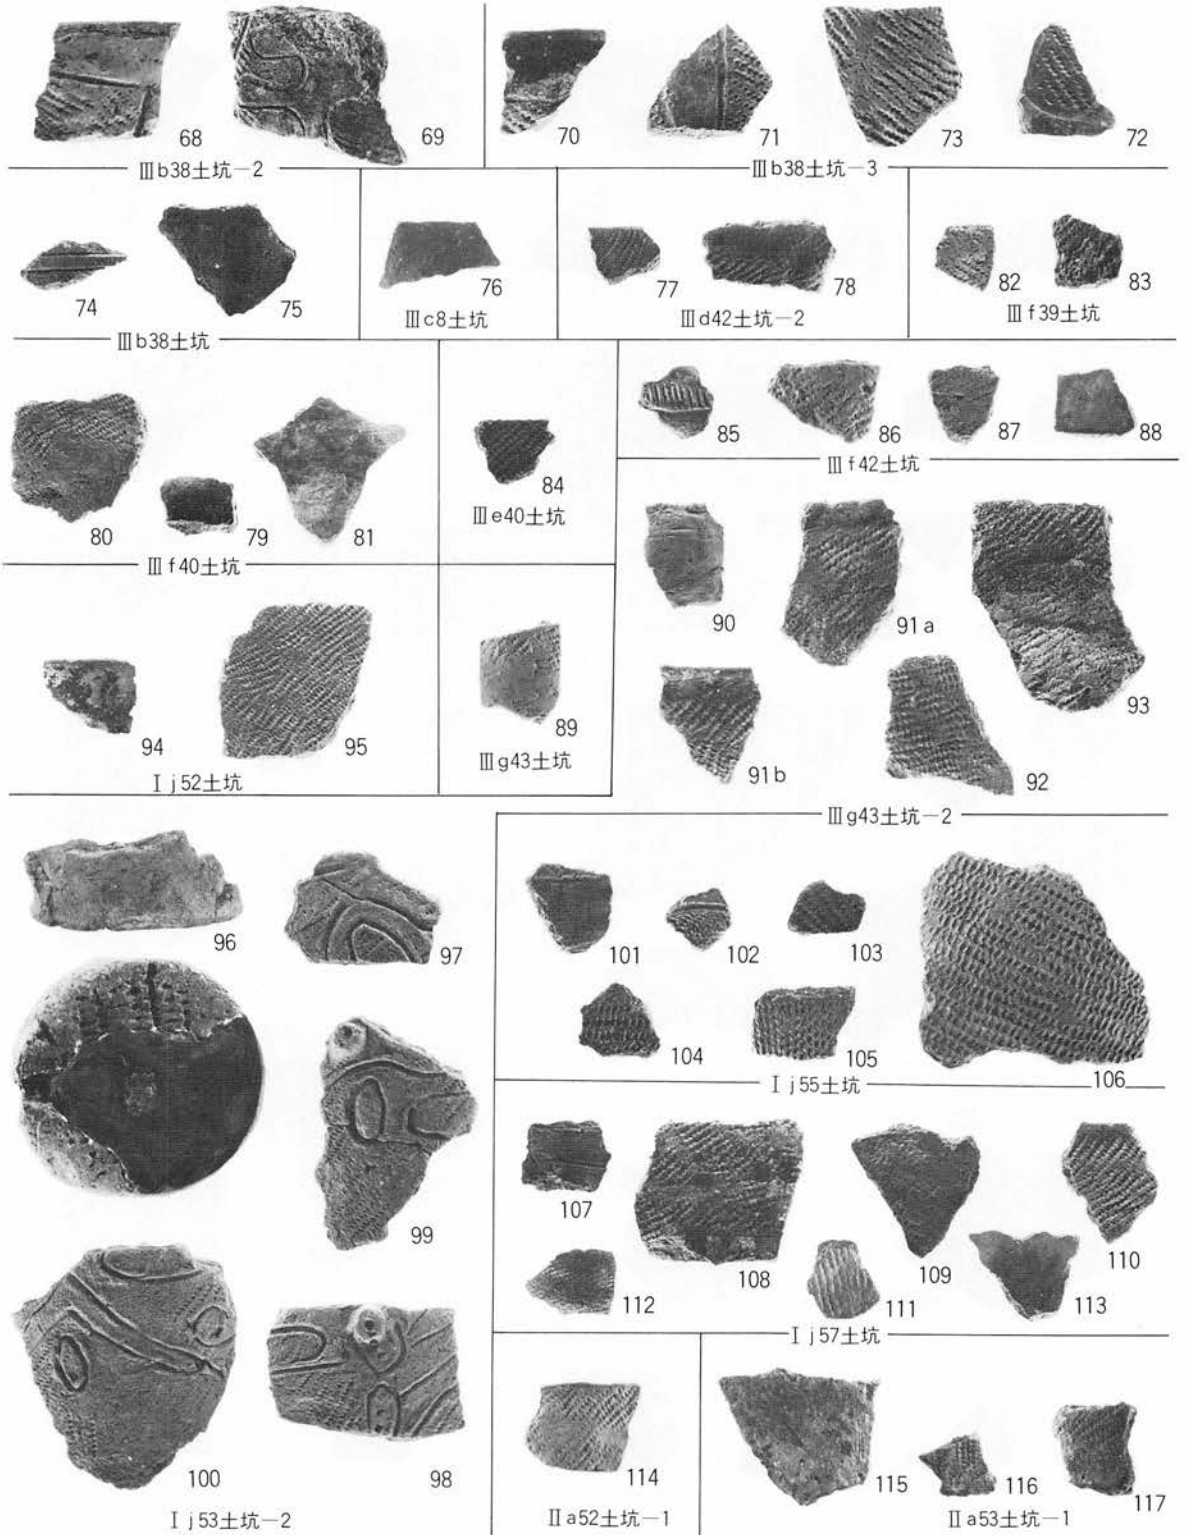 68 69 70 71 73 72
Ⅲb38土坑－2 Ⅲb38土坑－3
74 75 76 77 78 82 83
Ⅲc8土坑 Ⅲd42土坑－2 Ⅲf39土坑
Ⅲb38土坑
85 86 87 88
Ⅲf42土坑
80 79 81 84
Ⅲe40土坑
Ⅲf40土坑
90 91a 93
94 95 89 91b 92
Ⅰj52土坑 Ⅲg43土坑
Ⅲg43土坑－2
96 97 101 102 103
104 105 106
Ⅰj55土坑
99 107 108 109 110
112 111 113
Ⅰj57土坑
100 98 114 115 116 117
Ⅰj53土坑－2 Ⅱa52土坑－1 Ⅱa53土坑－1